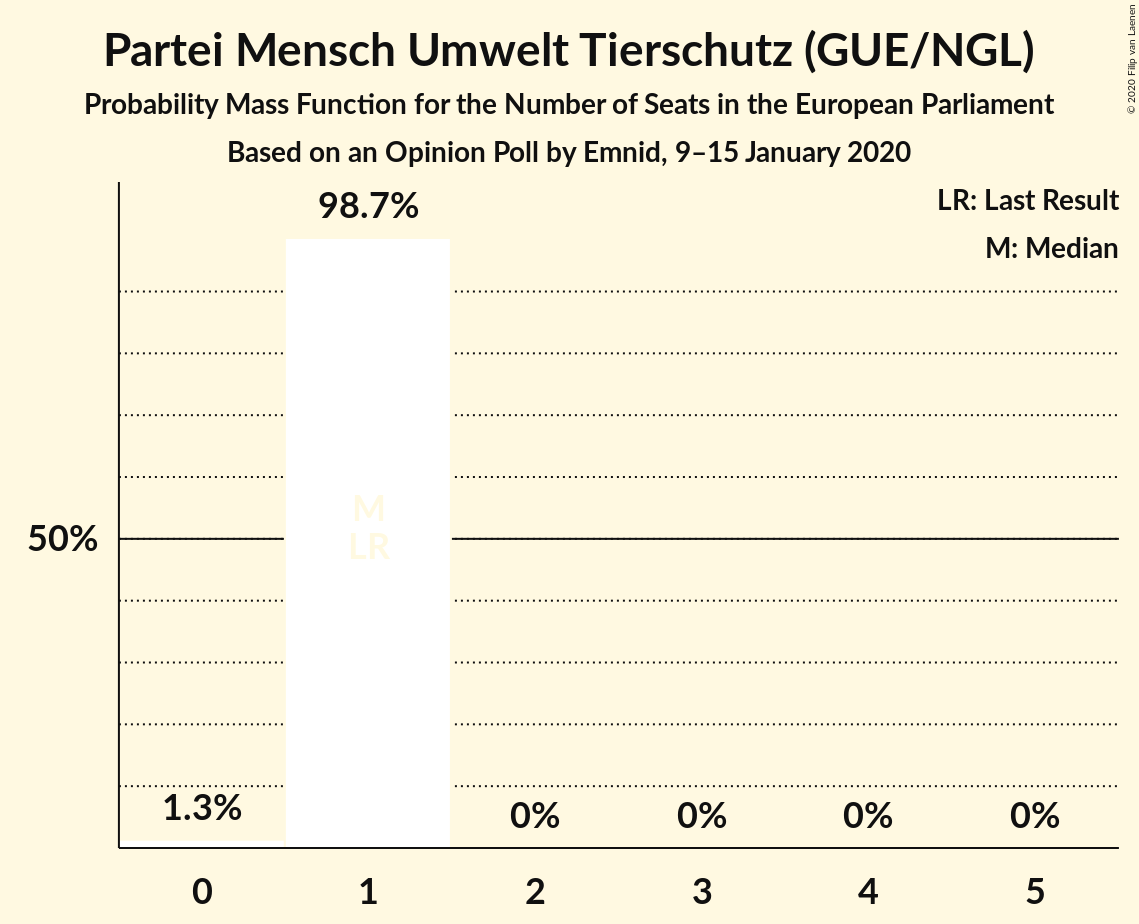 Partei Mensch Umwelt Tierschutz (GUE/NGL)
Probability Mass Function for the Number of Seats in the European Parliament
Based on an Opinion Poll by Emnid, 9–15 January 2020
© 2020 Filip van Laenen
LR: Last Result
M: Median
98.7%
M
LR
50%
1.3%
0%
0%
0%
0%
0
1
2
3
4
5